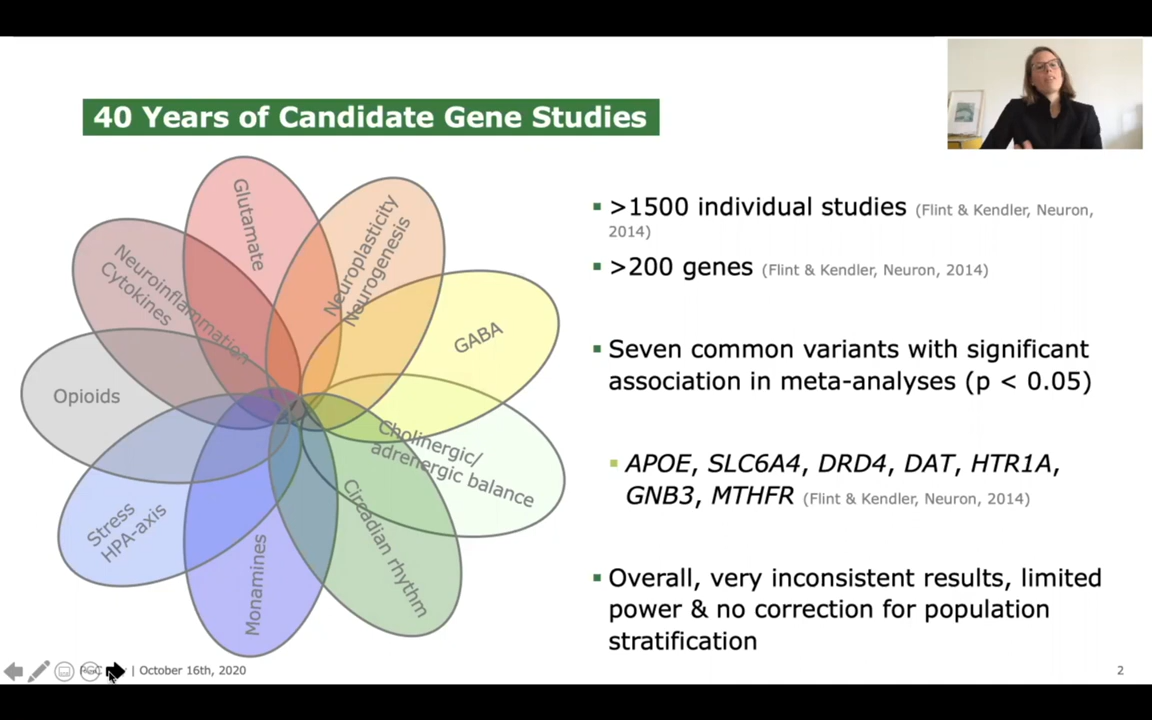 40 Years of Candidate Gene Studies
Glutamate
Neuroplasticity
Neurogenesis
Neuroinflammation
Cytokines
GABA
Opioids
Cholinergic/
adrenergic balance
Stress
HPA-axis
Monamines
Circadian rhythm
>1500 individual studies (Flint & Kendler, Neuron,
2014)
>200 genes (Flint & Kendler, Neuron, 2014)
Seven common variants with significant
association in meta-analyses (p < 0.05)
APOE, SLC6A4, DRD4, DAT, HTR1A,
GNB3, MTHFR (Flint & Kendler, Neuron, 2014)
Overall, very inconsistent results, limited
power & no correction for population
stratification
| October 16th, 2020
2